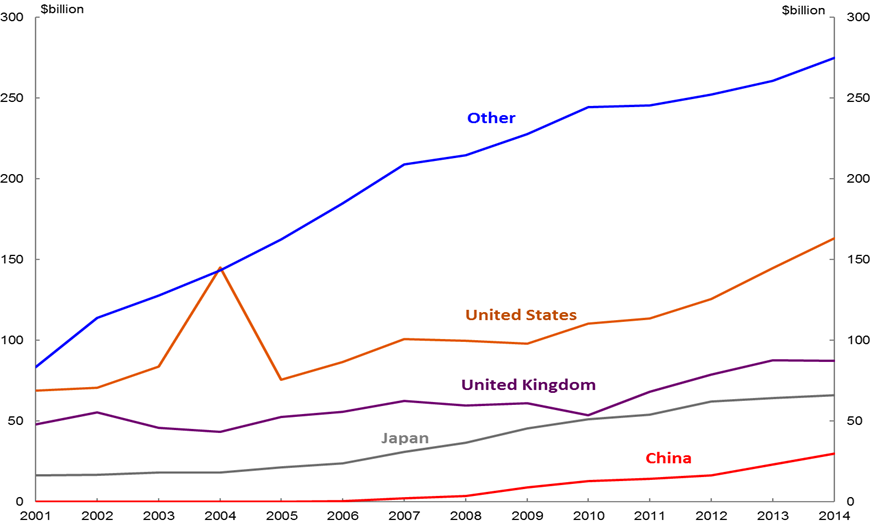 $billion $billion
300 300
250 250
Other
200 200
150 150
United States
100 100
United Kingdom
50 50
Japan
China
0 0
2001 2002 2003 2004 2005 2006 2007 2008 2009 2010 2011 2012 2013 2014